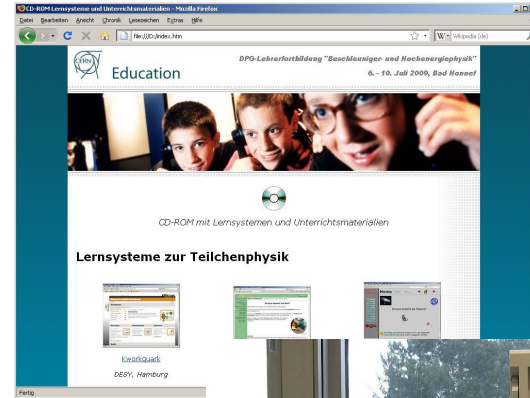 CD-ROM Lernsysteme und Unterrichtsmaterialien - Mozilla Firefox
Datei Bearbeiten Ansicht Chronik Lesezeichen Extras Hilfe
file:///D:/index.htm
W Wikipedia (de)
CERN
Education
DPG-Lehrerfortbildung "Beschleuniger- und Hochenergiephysik"
6. - 10. Juli 2009, Bad Honnef
CD-ROM mit Lernsystemen und Unterrichtsmaterialien
Lernsysteme zur Teilchenphysik
Home
Kworkquark
DESY, Hamburg
Fertig